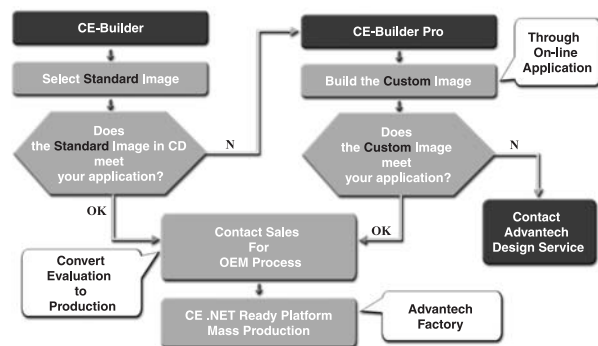 CE-Builder
Select Standard Image
Does
the Standard Image in CD
meet
your application?
N
OK
CE-Builder Pro
Build the Custom Image
Through
On-line
Application
Does
the Custom Image
meet
your application?
N
OK
Contact
Advantech
Design Service
Contact Sales
For
OEM Process
Convert
Evaluation
to
Production
CE .NET Ready Platform
Mass Production
Advantech
Factory